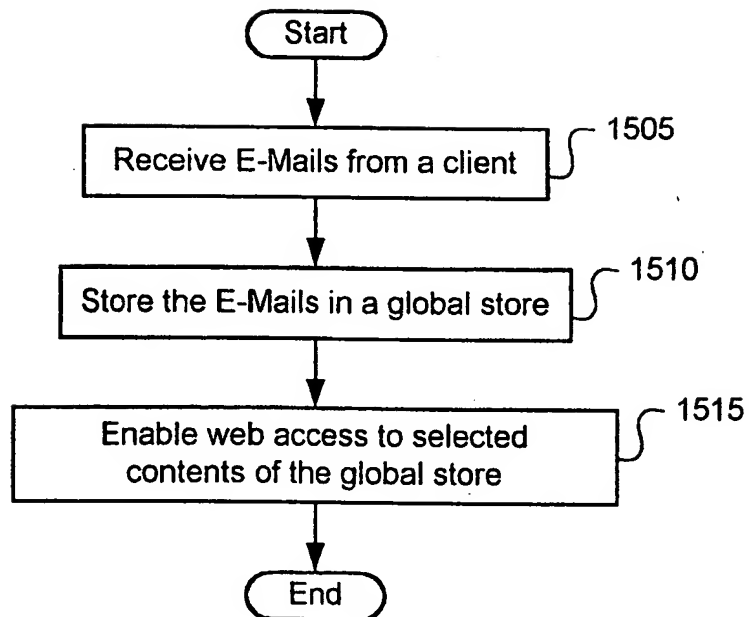 Start
Receive E-Mails from a client
1505
Store the E-Mails in a global store
1510
Enable web access to selected
contents of the global store
1515
End